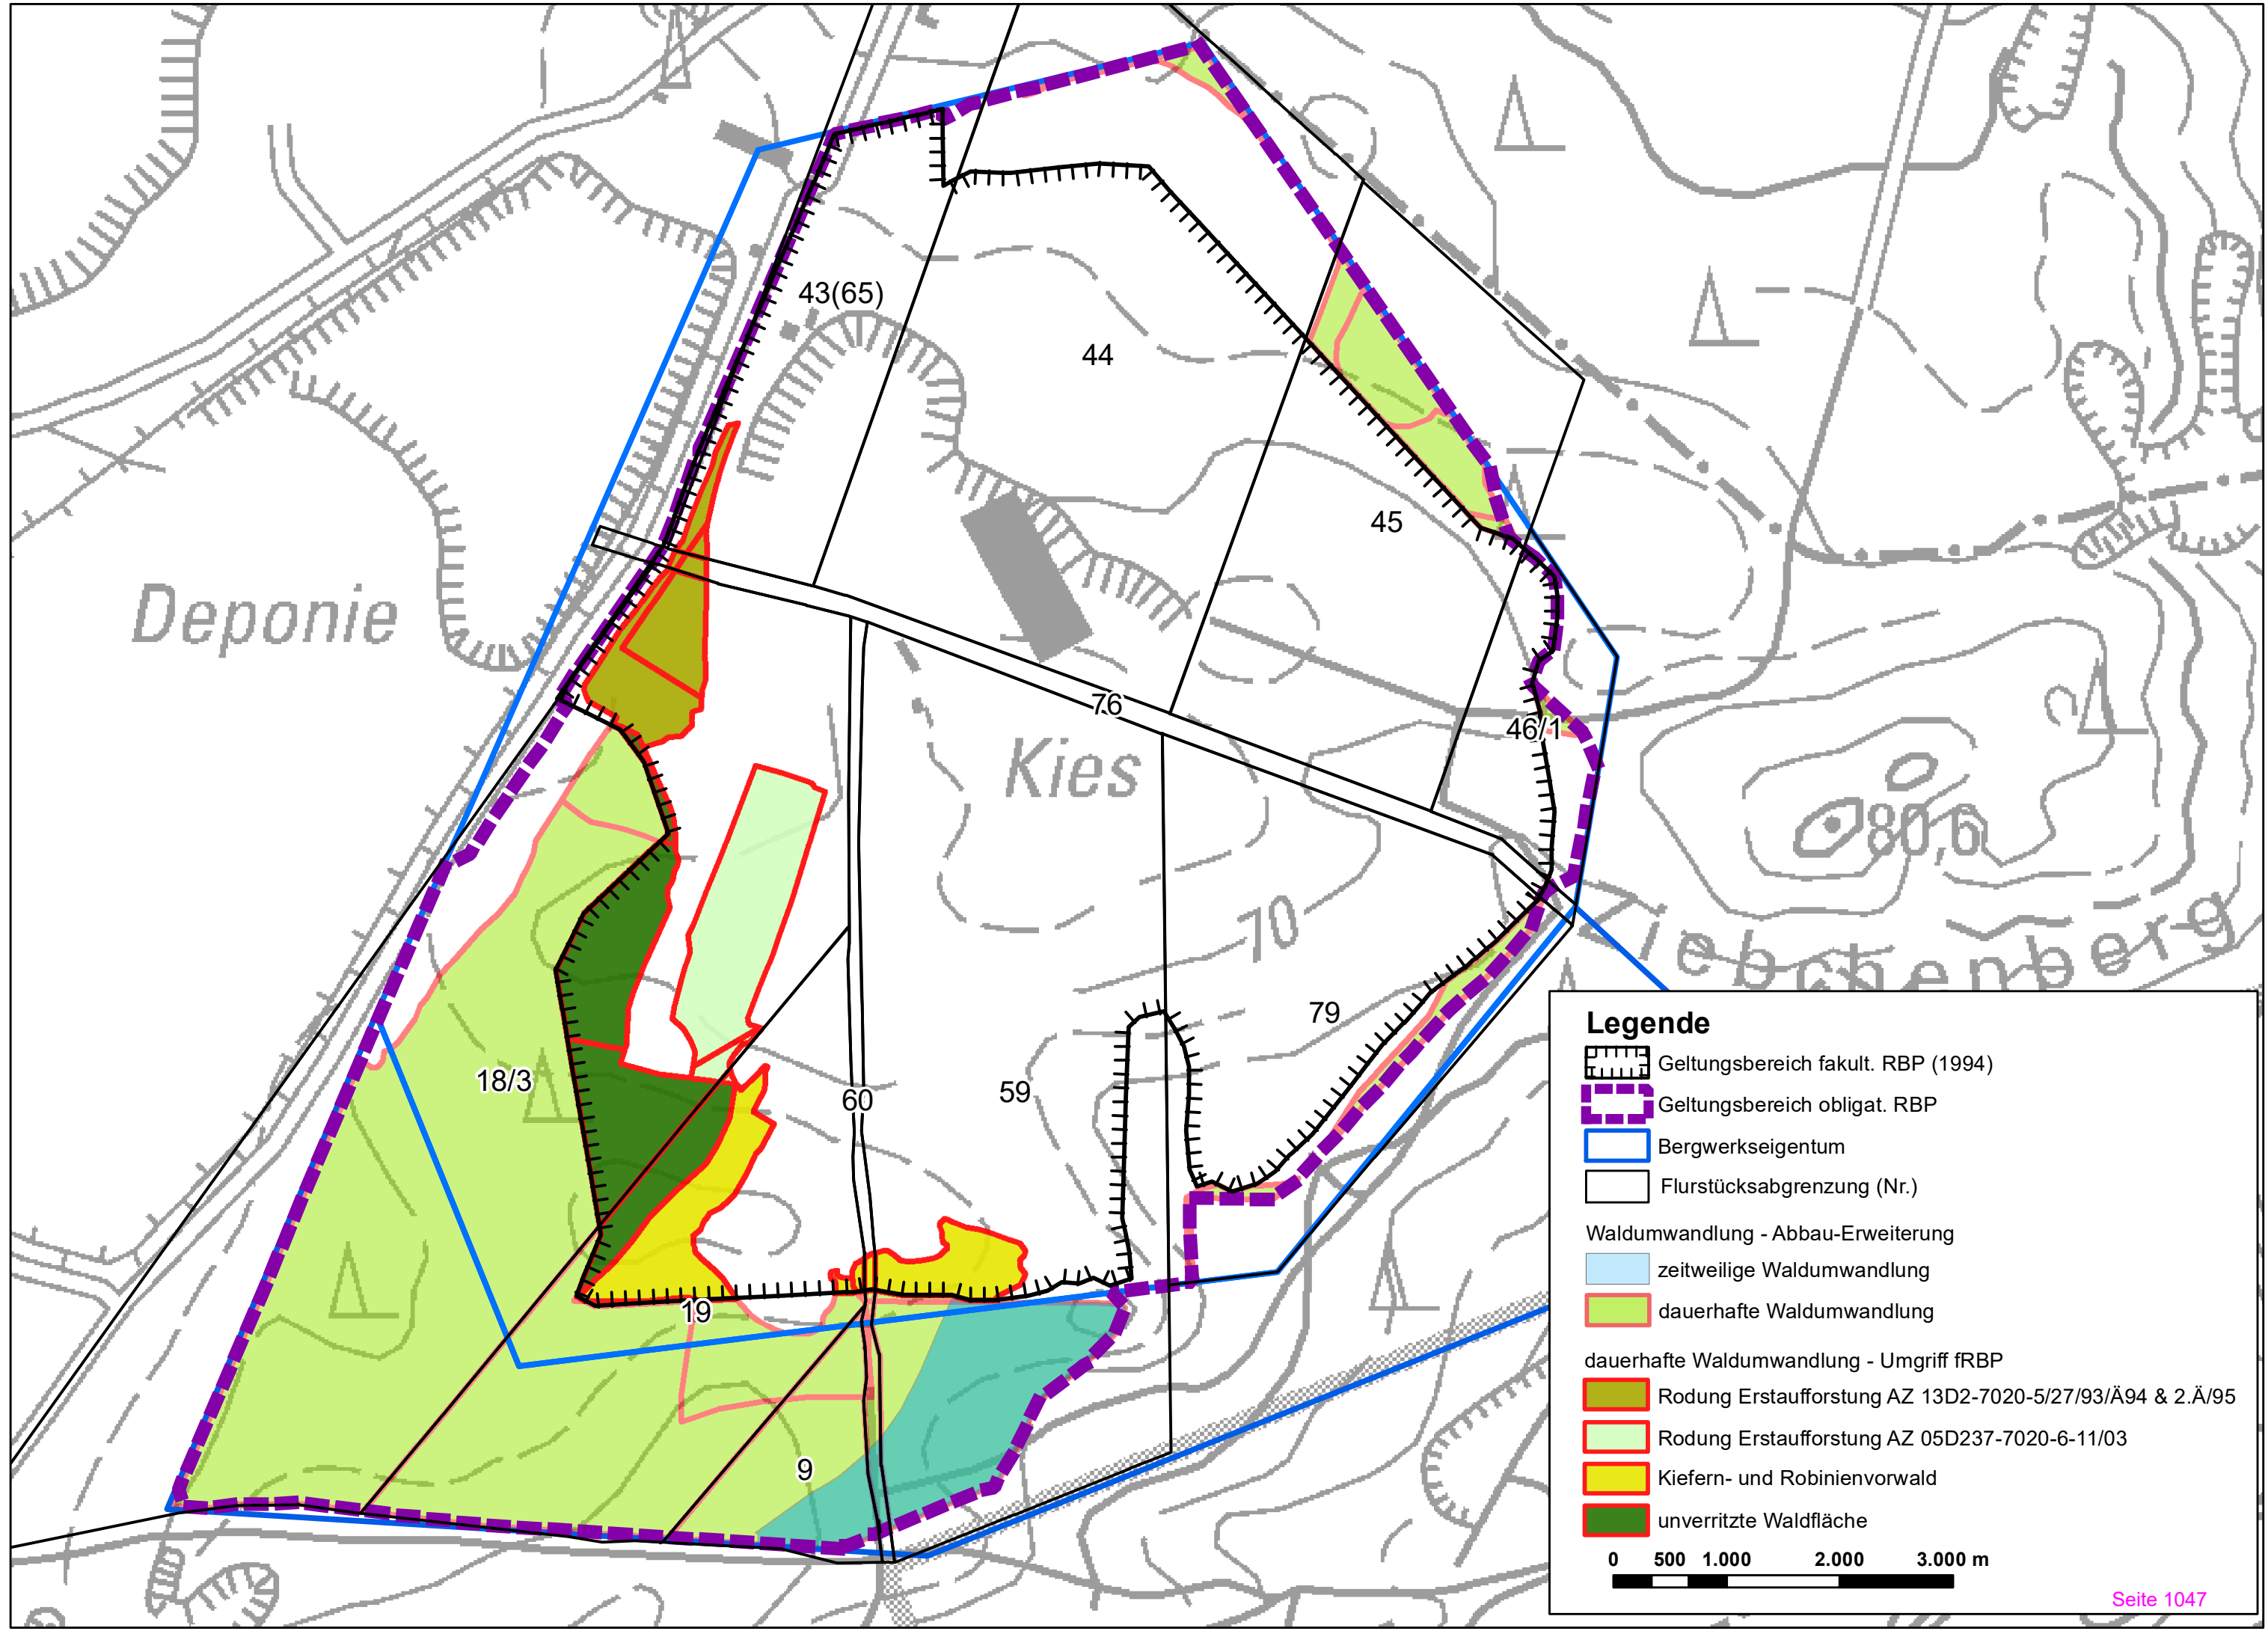 43(65)
44
45
Deponie
76
46/1
Kies
80,6
70
Ziebchenberg
79
18/3
60
59
19
9
Legende
Geltungsbereich fakult. RBP (1994)
Geltungsbereich obligat. RBP
Bergwerkseigentum
Flurstücksabgrenzung (Nr.)
Waldumwandlung - Abbau-Erweiterung
zeitweilige Waldumwandlung
dauerhafte Waldumwandlung
dauerhafte Waldumwandlung - Umgriff fRBP
Rodung Erstaufforstung AZ 13D2-7020-5/27/93/Ä94 & 2.Ä/95
Rodung Erstaufforstung AZ 05D237-7020-6-11/03
Kiefern- und Robinienvorwald
unverritzte Waldfläche
0 500 1.000 2.000 3.000 m
Seite 1047